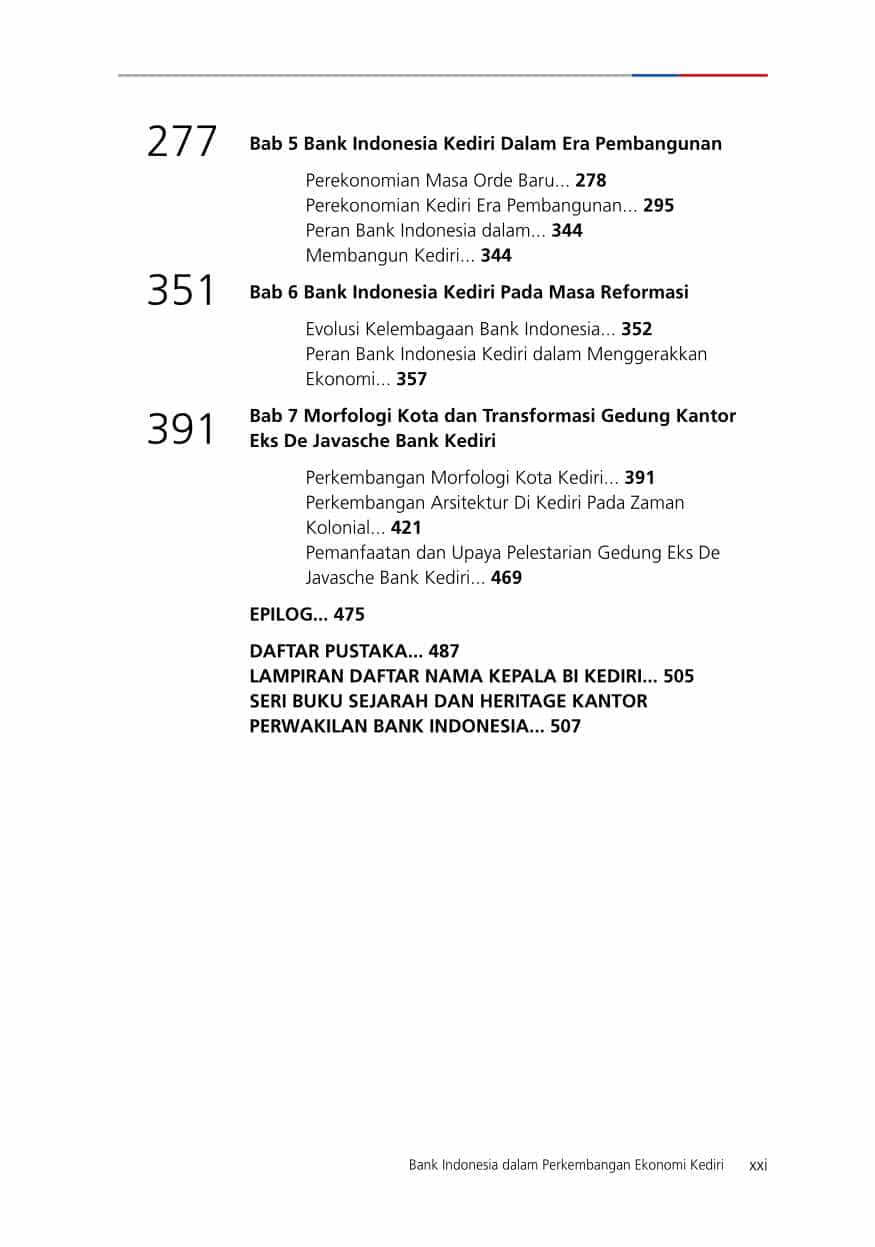 277
Bab 5 Bank Indonesia Kediri Dalam Era Pembangunan
Perekonomian Masa Orde Baru... 278
Perekonomian Kediri Era Pembangunan... 295
Peran Bank Indonesia dalam... 344
Membangun Kediri... 344
351
Bab 6 Bank Indonesia Kediri Pada Masa Reformasi
Evolusi Kelembagaan Bank Indonesia... 352
Peran Bank Indonesia Kediri dalam Menggerakkan
Ekonomi... 357
391
Bab 7 Morfologi Kota dan Transformasi Gedung Kantor
Eks De Javasche Bank Kediri
Perkembangan Morfologi Kota Kediri... 391
Perkembangan Arsitektur Di Kediri Pada Zaman
Kolonial... 421
Pemanfaatan dan Upaya Pelestarian Gedung Eks De
Javasche Bank Kediri... 469
EPILOG... 475
DAFTAR PUSTAKA... 487
LAMPIRAN DAFTAR NAMA KEPALA BI KEDIRI... 505
SERI BUKU SEJARAH DAN HERITAGE KANTOR
PERWAKILAN BANK INDONESIA... 507
Bank Indonesia dalam Perkembangan Ekonomi Kediri xxi